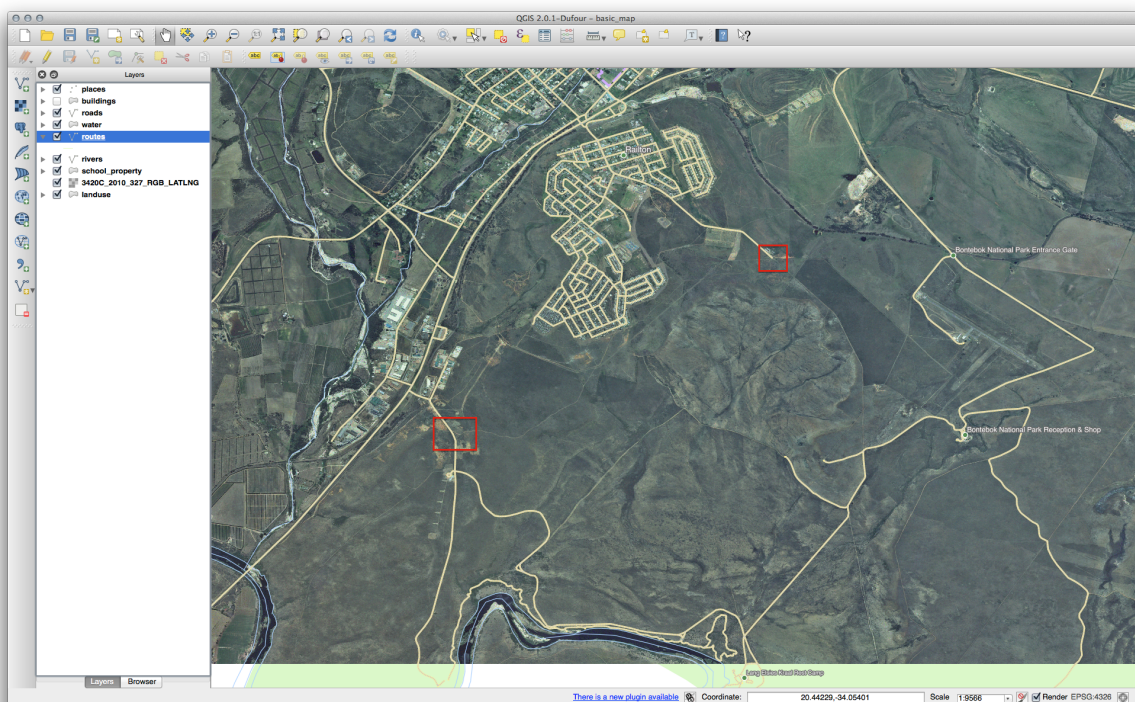 QGIS 2.0.1-Dufour - basic_map
Layers
places
buildings
roads
water
routes
rivers
school_property
3420C_2010_327_RGB_LATLNG
landuse
Railton
Bontebok National Park Entrance Gate
Bontebok National Park Reception & Shop
Layers
Browser
There is a new plugin available
Coordinate:
20.44229,-34.05401
Scale
1:9566
Render
EPSG:4326